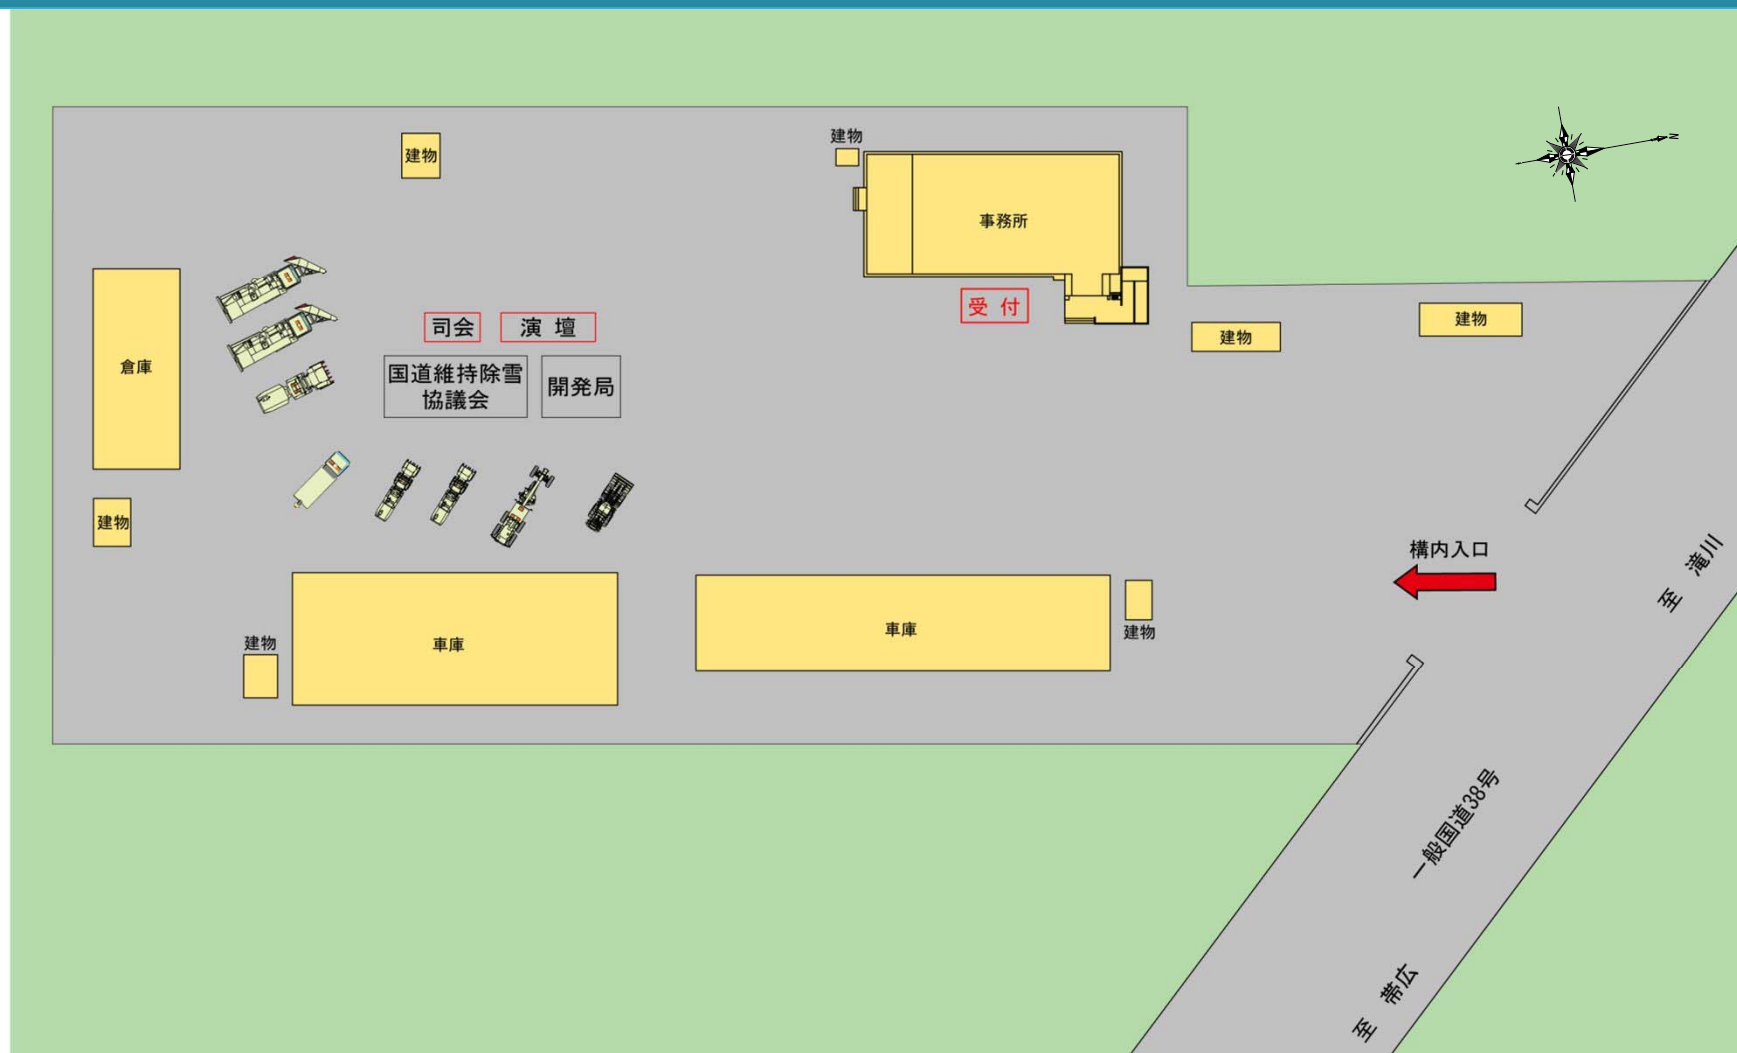 建物
建物
N
事務所
受 付
司会
演 壇
国道維持除雪
協議会
開発局
建物
建物
倉庫
建物
構内入口
至 滝川
建物
車庫
車庫
建物
一般国道38号
至 帯広